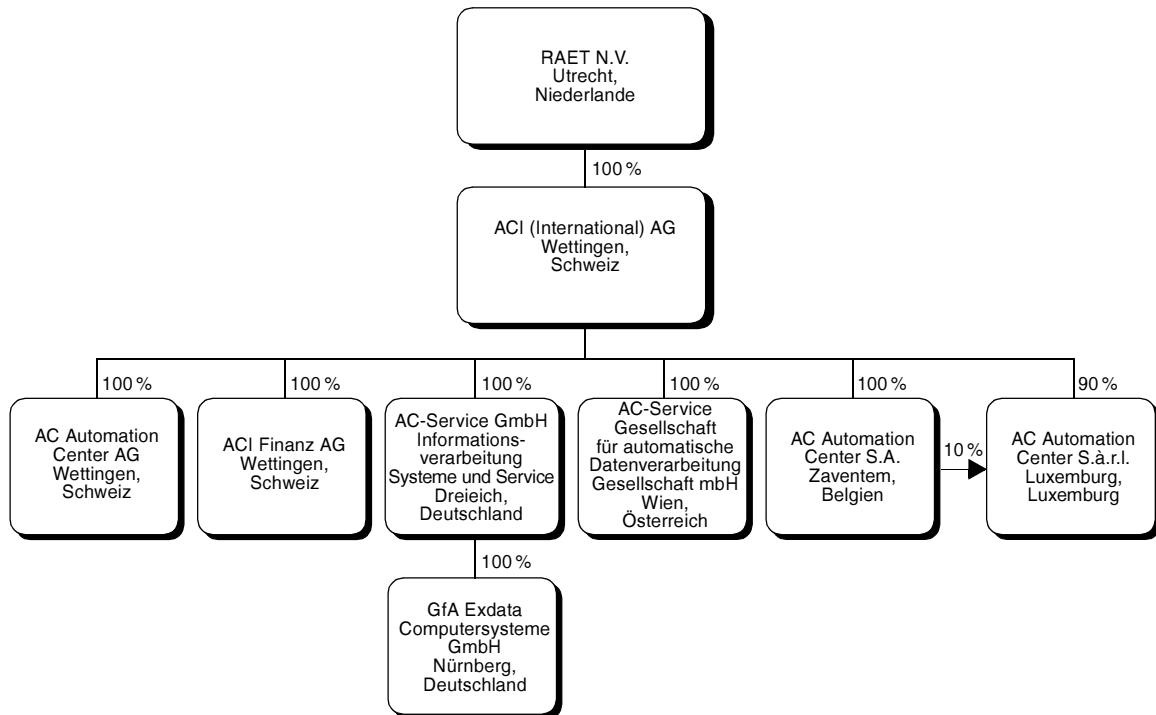 RAET N.V.
Utrecht,
Niederlande
100 %
ACI (International) AG
Wettingen,
Schweiz
100 %
AC Automation
Center AG
Wettingen,
Schweiz
100 %
ACI Finanz AG
Wettingen,
Schweiz
100 %
AC-Service GmbH
Informations-
verarbeitung
Systeme und Service
Dreieich,
Deutschland
100 %
AC-Service
Gesellschaft
für automatische
Datenverarbeitung
Gesellschaft mbH
Wien,
Österreich
100 %
AC Automation
Center S.A.
Zaventem,
Belgien
10 %
90 %
AC Automation
Center S.à.r.l.
Luxemburg,
Luxemburg
100 %
GfA Exdata
Computersysteme
GmbH
Nürnberg,
Deutschland